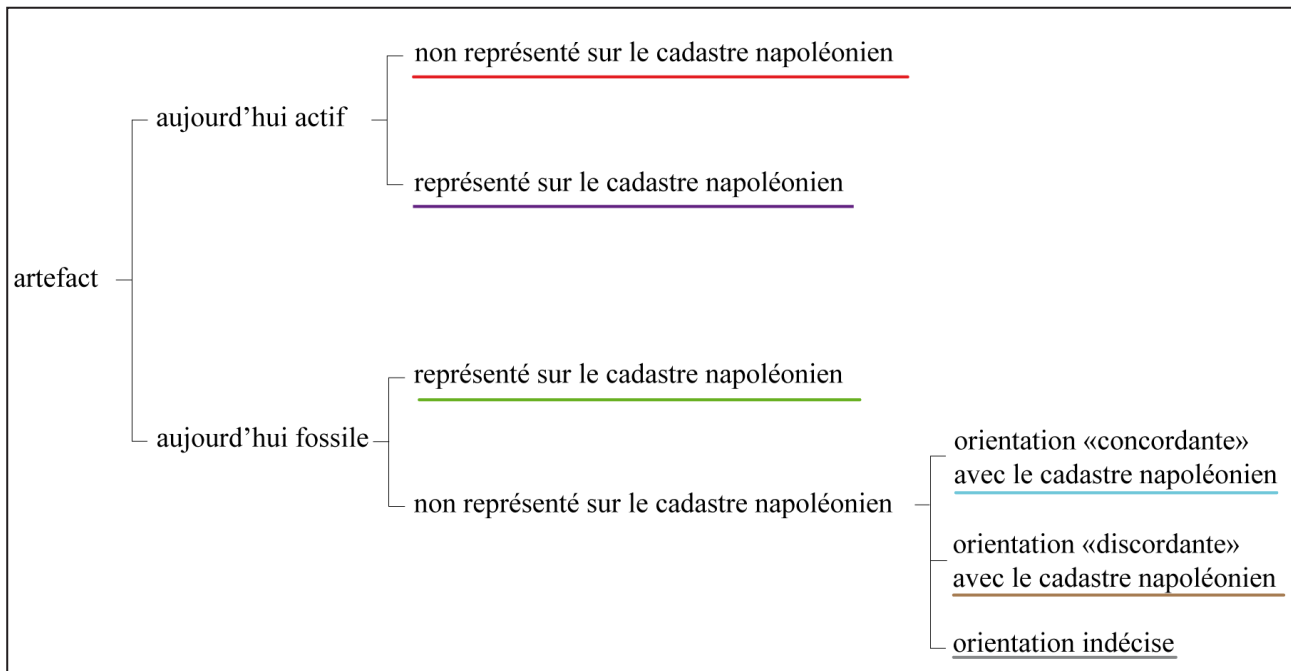 non représenté sur le cadastre napoléonien
aujourd’hui actif
représenté sur le cadastre napoléonien
artefact
représenté sur le cadastre napoléonien
aujourd’hui fossile
non représenté sur le cadastre napoléonien
orientation «concordante»
avec le cadastre napoléonien
orientation «discordante»
avec le cadastre napoléonien
orientation indécise